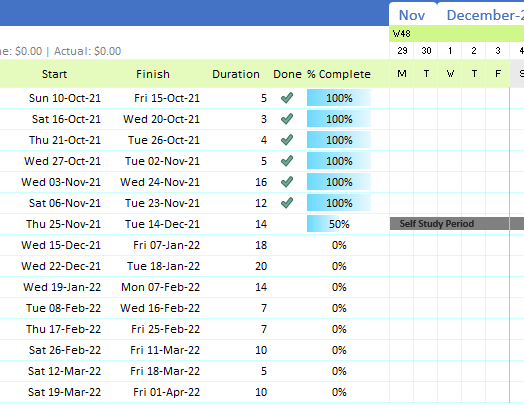 Nov December-2
W48
ne: $0.00 | Actual: $0.00
29 30 1 2 3 4
Start Finish Duration Done % Complete M T W T F S
Sun 10-Oct-21 Fri 15-Oct-21 5 ✔ 100%
Sat 16-Oct-21 Wed 20-Oct-21 3 ✔ 100%
Thu 21-Oct-21 Tue 26-Oct-21 4 ✔ 100%
Wed 27-Oct-21 Tue 02-Nov-21 5 ✔ 100%
Wed 03-Nov-21 Wed 24-Nov-21 16 ✔ 100%
Sat 06-Nov-21 Tue 23-Nov-21 12 ✔ 100%
Thu 25-Nov-21 Tue 14-Dec-21 14 50% Self Study Period
Wed 15-Dec-21 Fri 07-Jan-22 18 0%
Wed 22-Dec-21 Tue 18-Jan-22 20 0%
Wed 19-Jan-22 Mon 07-Feb-22 14 0%
Tue 08-Feb-22 Wed 16-Feb-22 7 0%
Thu 17-Feb-22 Fri 25-Feb-22 7 0%
Sat 26-Feb-22 Fri 11-Mar-22 10 0%
Sat 12-Mar-22 Fri 18-Mar-22 5 0%
Sat 19-Mar-22 Fri 01-Apr-22 10 0%